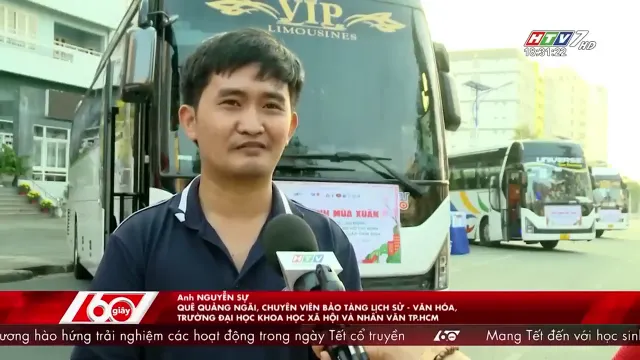 VIP
LIMOUSINES
HTV7 HD
18:31:22
UNIVERSE
MÙA XUÂN
HTV
60 giây
Anh NGUYỄN SỰ
QUÊ QUẢNG NGÃI, CHUYÊN VIÊN BẢO TÀNG LỊCH SỬ - VĂN HÓA,
TRƯỜNG ĐẠI HỌC KHOA HỌC XÃ HỘI VÀ NHÂN VĂN TP.HCM
ương hào hứng trải nghiệm các hoạt động trong ngày Tết cổ truyền
Mang Tết đến với học sin